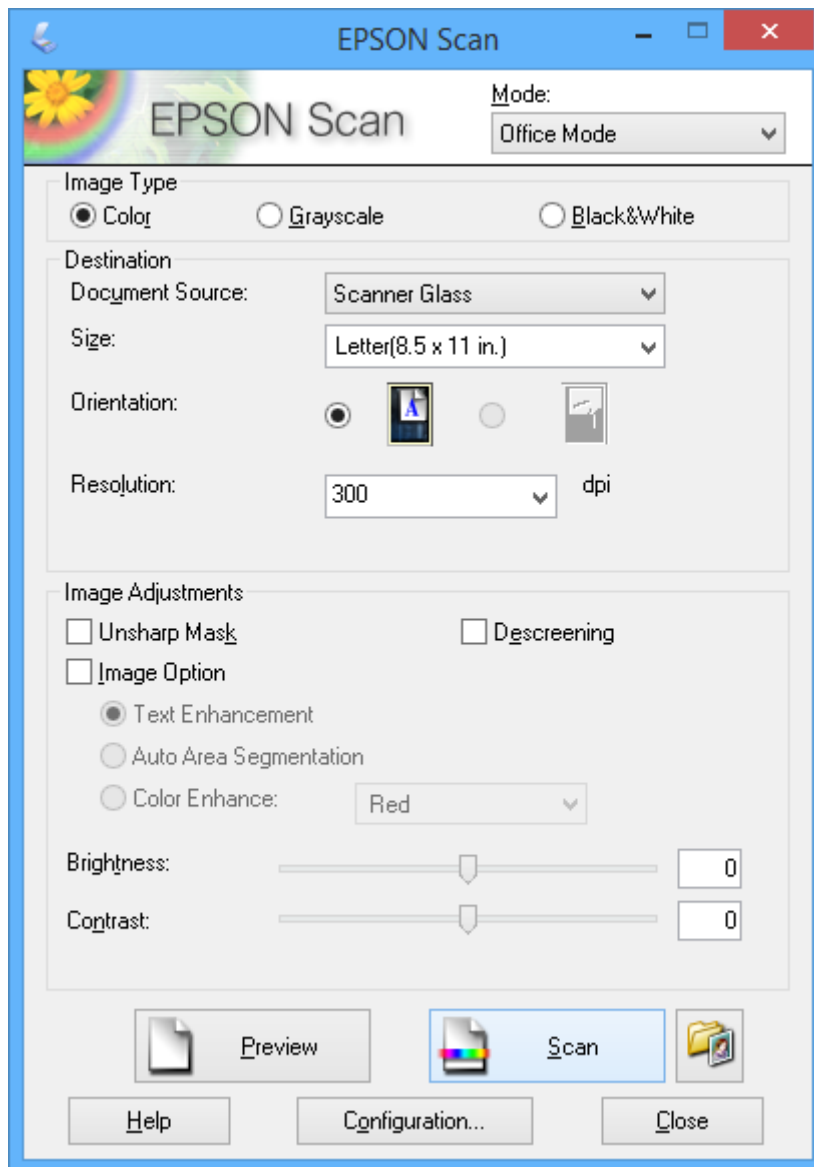 EPSON Scan
EPSON Scan
Mode:
Office Mode
Image Type
Color Grayscale Black&White
Destination
Document Source: Scanner Glass
Size: Letter(8.5 x 11 in.)
Orientation: A
Resolution: 300 dpi
Image Adjustments
Unsharp Mask Descreening
Image Option
Text Enhancement
Auto Area Segmentation
Color Enhance: Red
Brightness: 0
Contrast: 0
Preview Scan
Help Configuration... Close